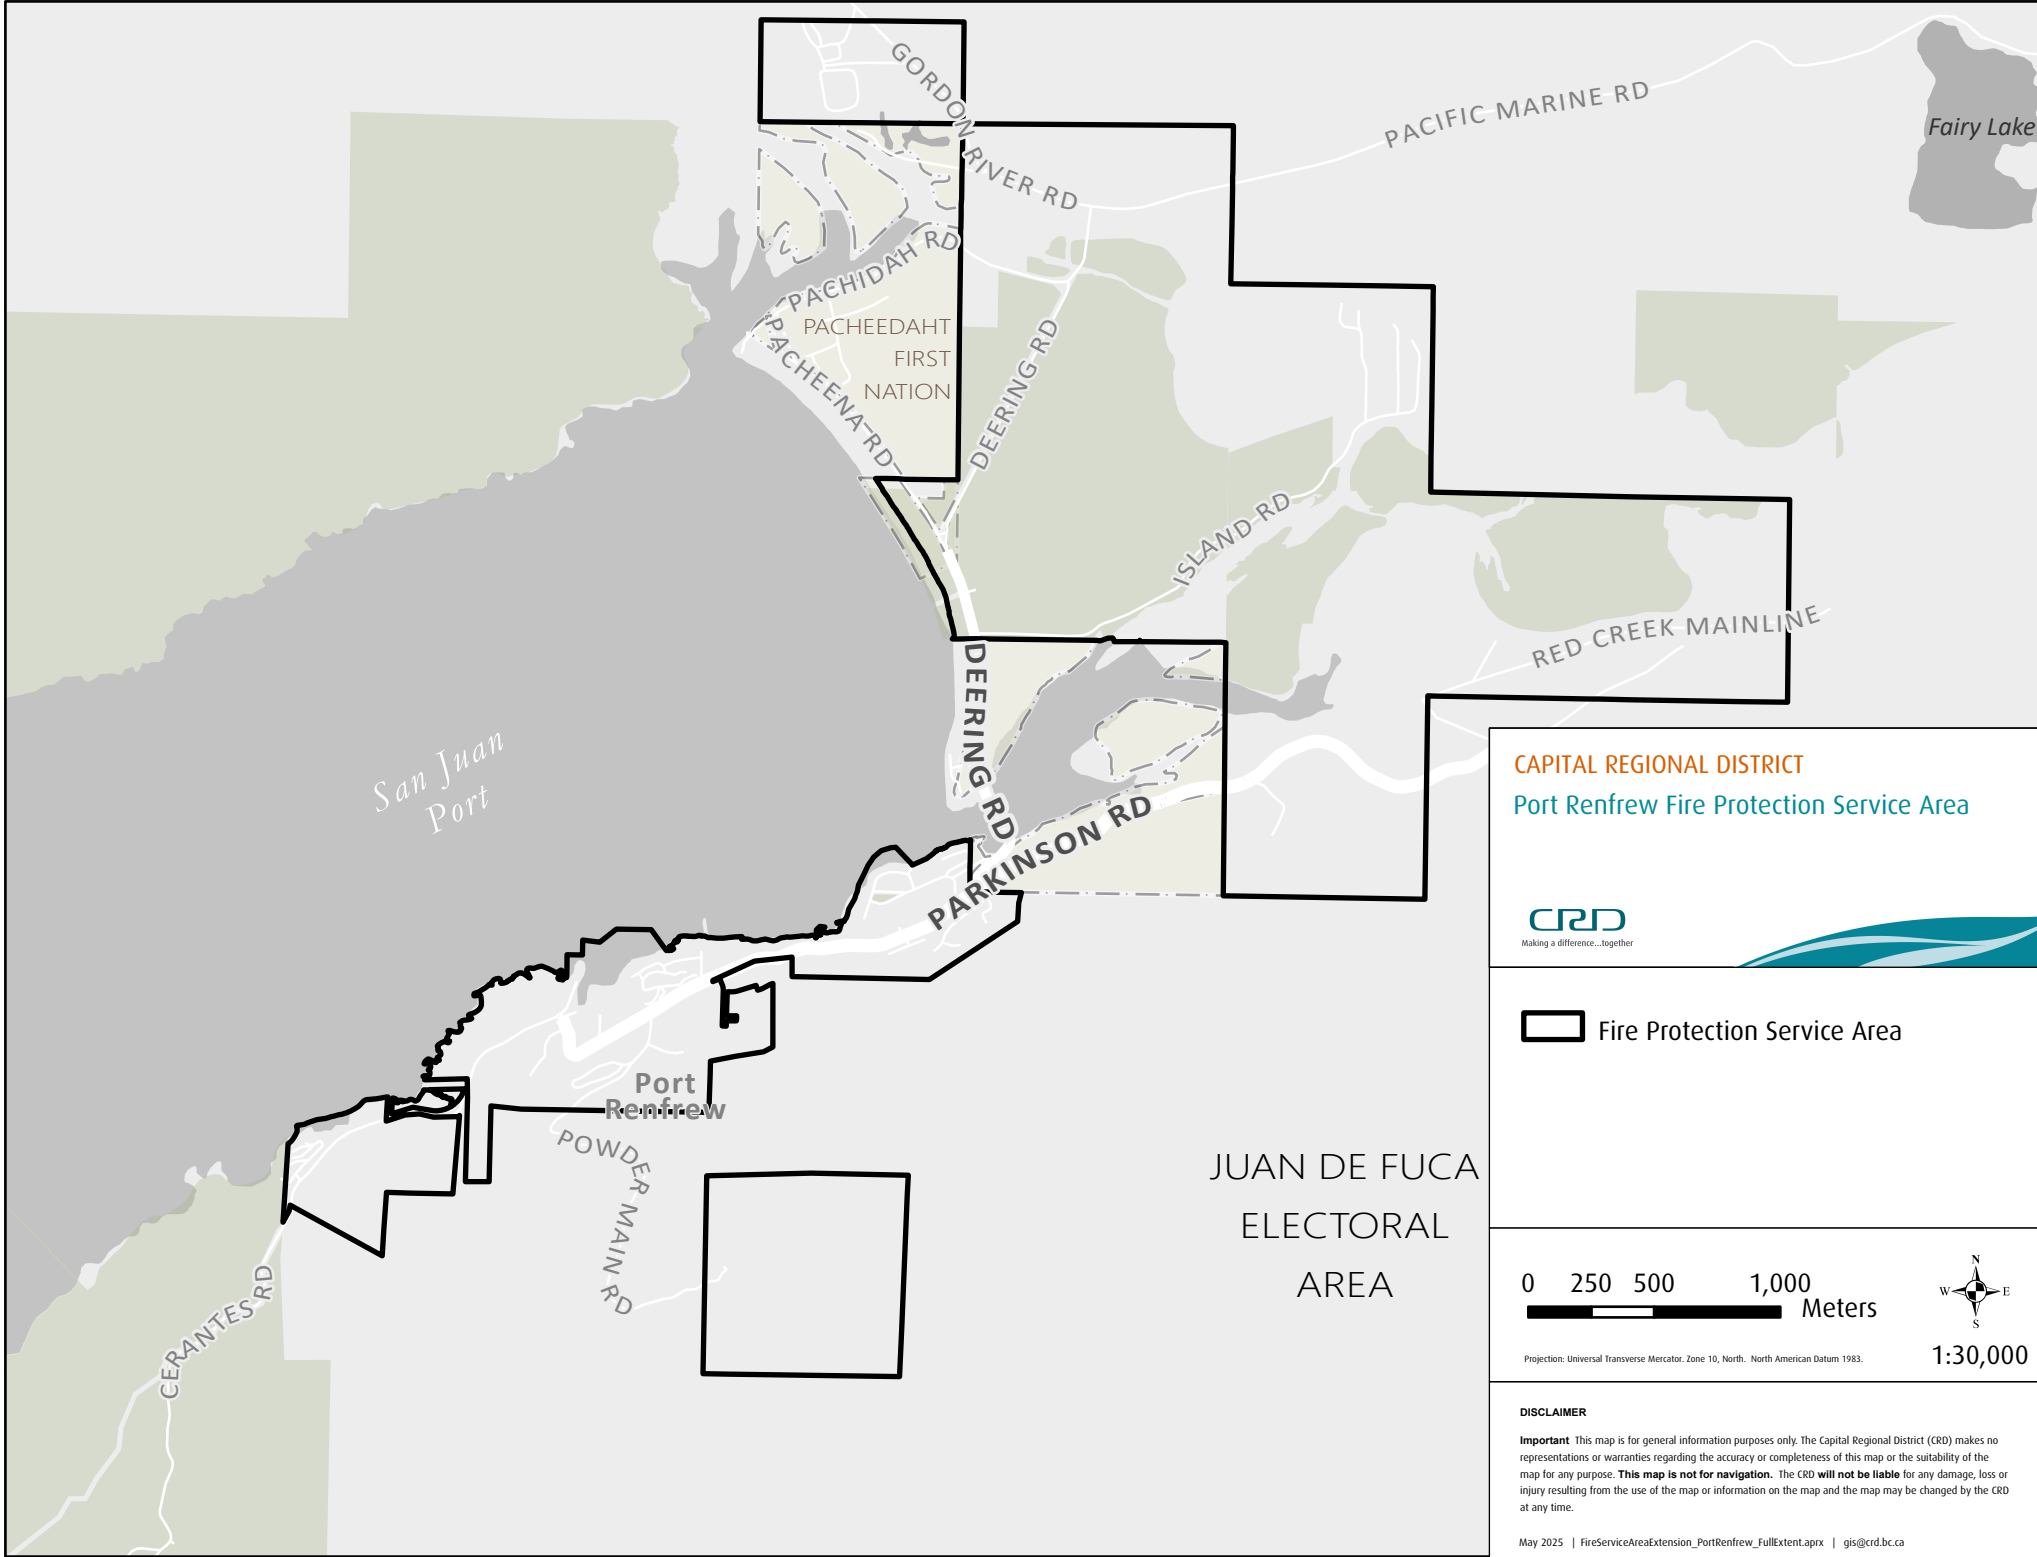 GORDON RIVER RD
PACIFIC MARINE RD
Fairy Lake
PACHIDAH RD
PACHEEDAHT
FIRST
NATION
PACHEENA RD
DEERING RD
ISLAND RD
RED CREEK MAINLINE
DEERING RD
San Juan
Port
PARKINSON RD
Port
Renfrew
POWDER MAIN RD
CERANTES RD
JUAN DE FUCA
ELECTORAL
AREA
CAPITAL REGIONAL DISTRICT
Port Renfrew Fire Protection Service Area
CRD
Making a difference...together
Fire Protection Service Area
0 250 500 1,000
Meters
N
W E
S
Projection: Universal Transverse Mercator. Zone 10, North. North American Datum 1983.
1:30,000
DISCLAIMER
Important This map is for general information purposes only. The Capital Regional District (CRD) makes no
representations or warranties regarding the accuracy or completeness of this map or the suitability of the
map for any purpose. This map is not for navigation. The CRD will not be liable for any damage, loss or
injury resulting from the use of the map or information on the map and the map may be changed by the CRD
at any time.
May 2025 | FireServiceAreaExtension_PortRenfrew_FullExtent.aprx | gis@crd.bc.ca